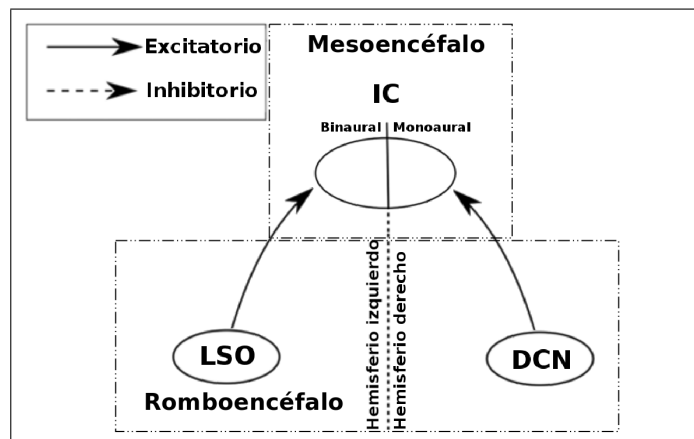 Excitatorio
Inhibitorio
Mesoencéfalo
IC
Binaural Monoaural
Hemisferio izquierdo
Hemisferio derecho
LSO
DCN
Romboencéfalo